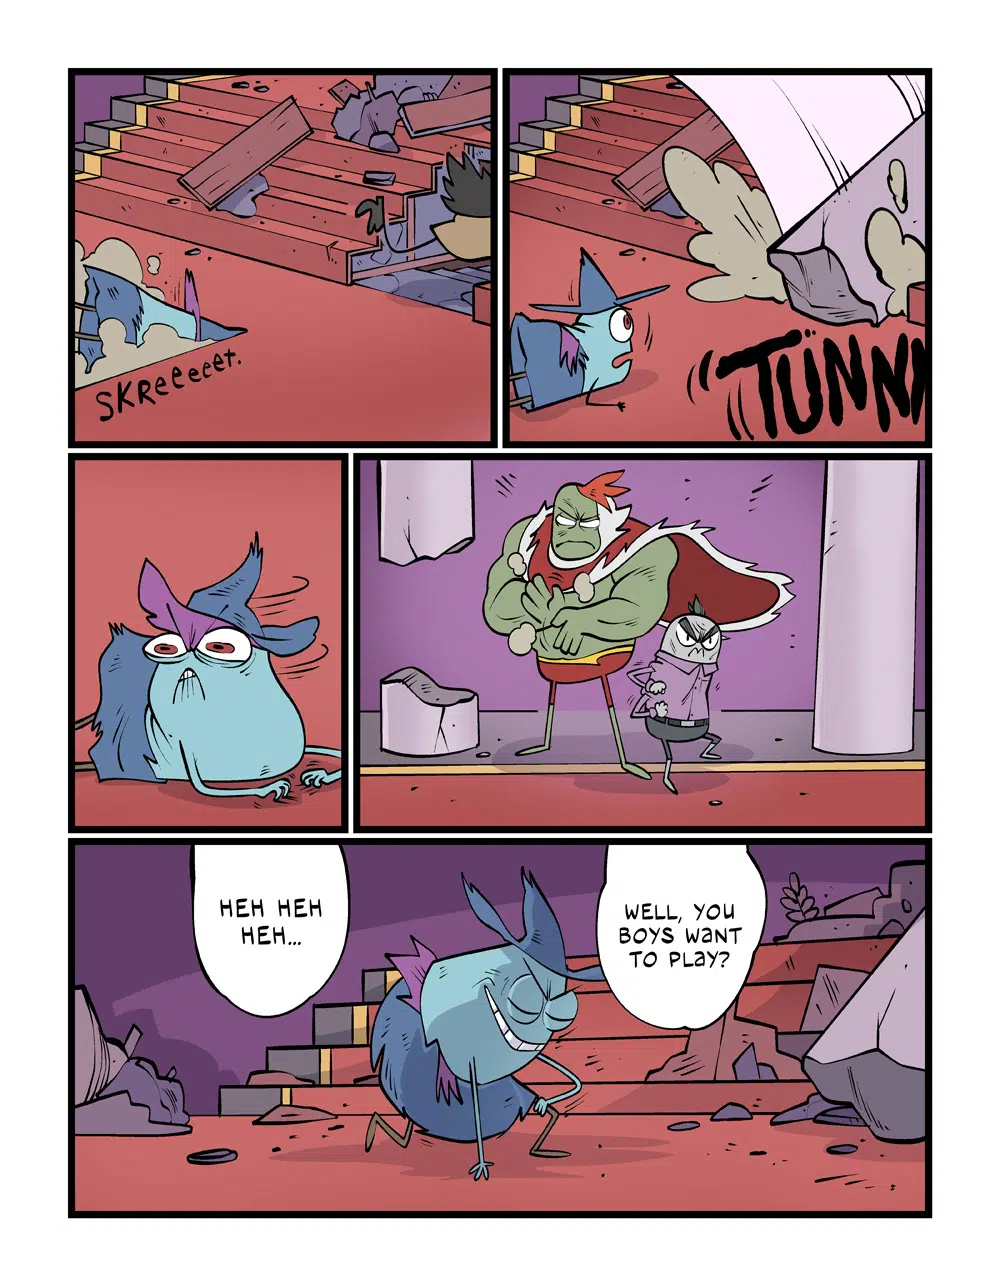 SKReeeeet.
TÜNN
HEH HEH
HEH...
WELL, YOU
BOYS WANT
TO PLAY?